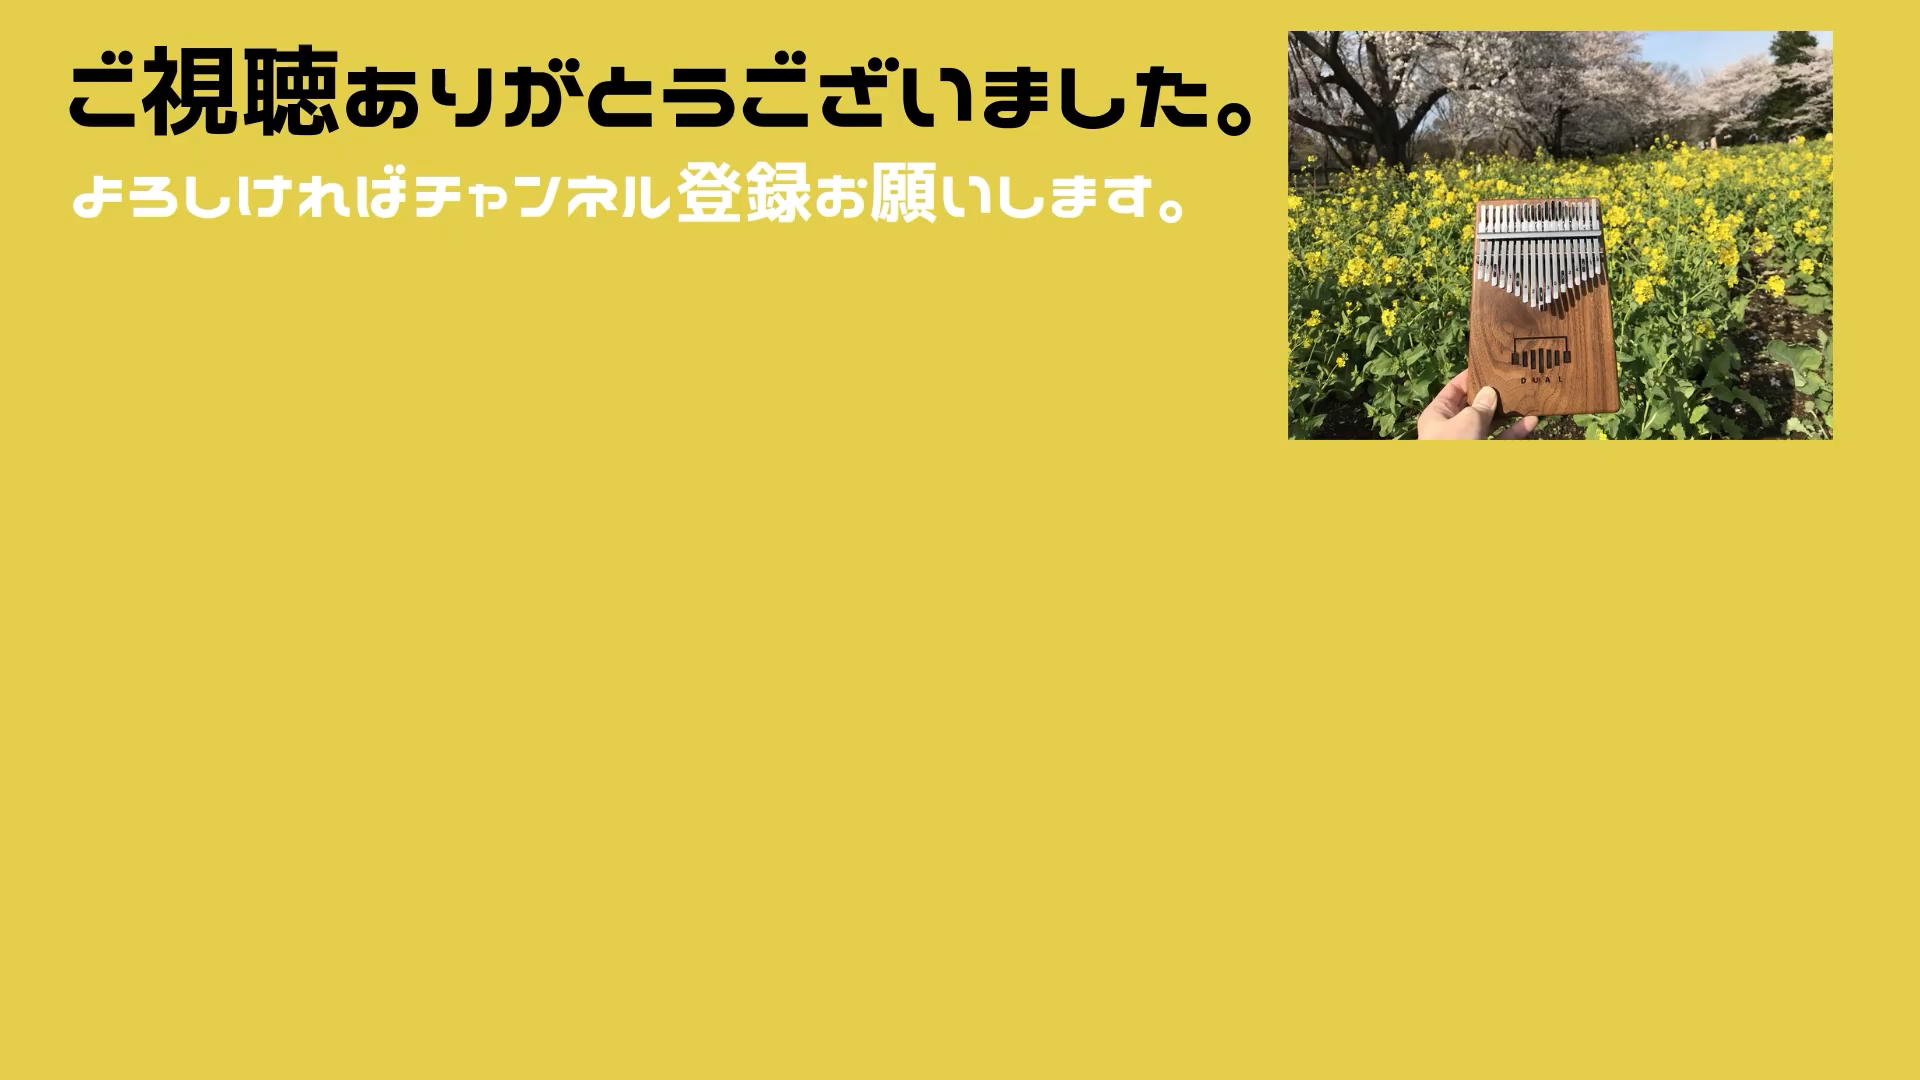 ご視聴ありがとうございました。
よろしければチャンネル登録お願いします。
DUAL